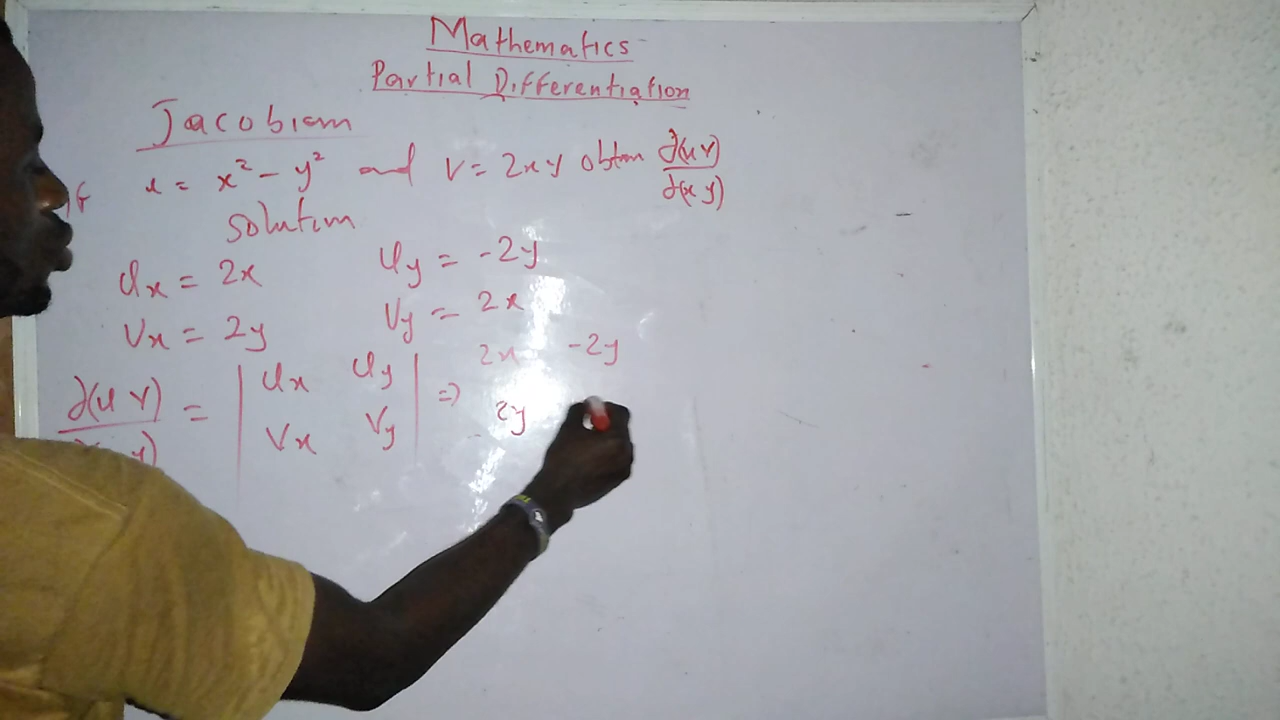 Mathematics
Partial Differentiation
Jacobian
If u = x² - y² and v = 2xy obtain ∂(u v)/∂(x y)
Solution
Ux = 2x Uy = -2y
Vx = 2y Vy = 2x
∂(u v)/ y) = | Ux Uy | => 2x -2y
| Vx Vy | 2y